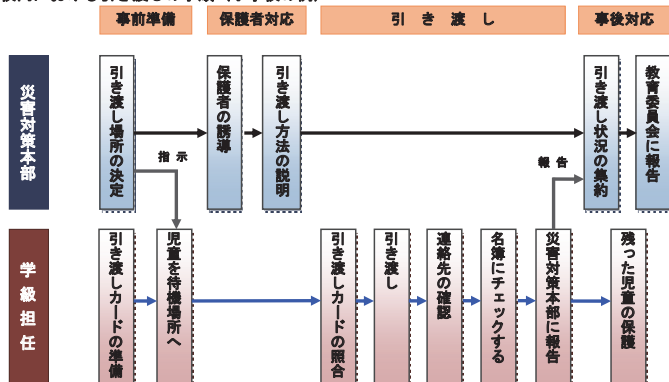 事前準備
保護者対応
引き渡し
事後対応
災害対策本部
引き渡し場所の決定
保護者の誘導
引き渡し方法の説明
引き渡し状況の集約
教育委員会に報告
指示
報告
学級担任
引き渡しカードの準備
児童を待機場所へ
引き渡しカードの照合
引き渡し
連絡先の確認
名簿にチェックする
災害対策本部に報告
残った児童の保護